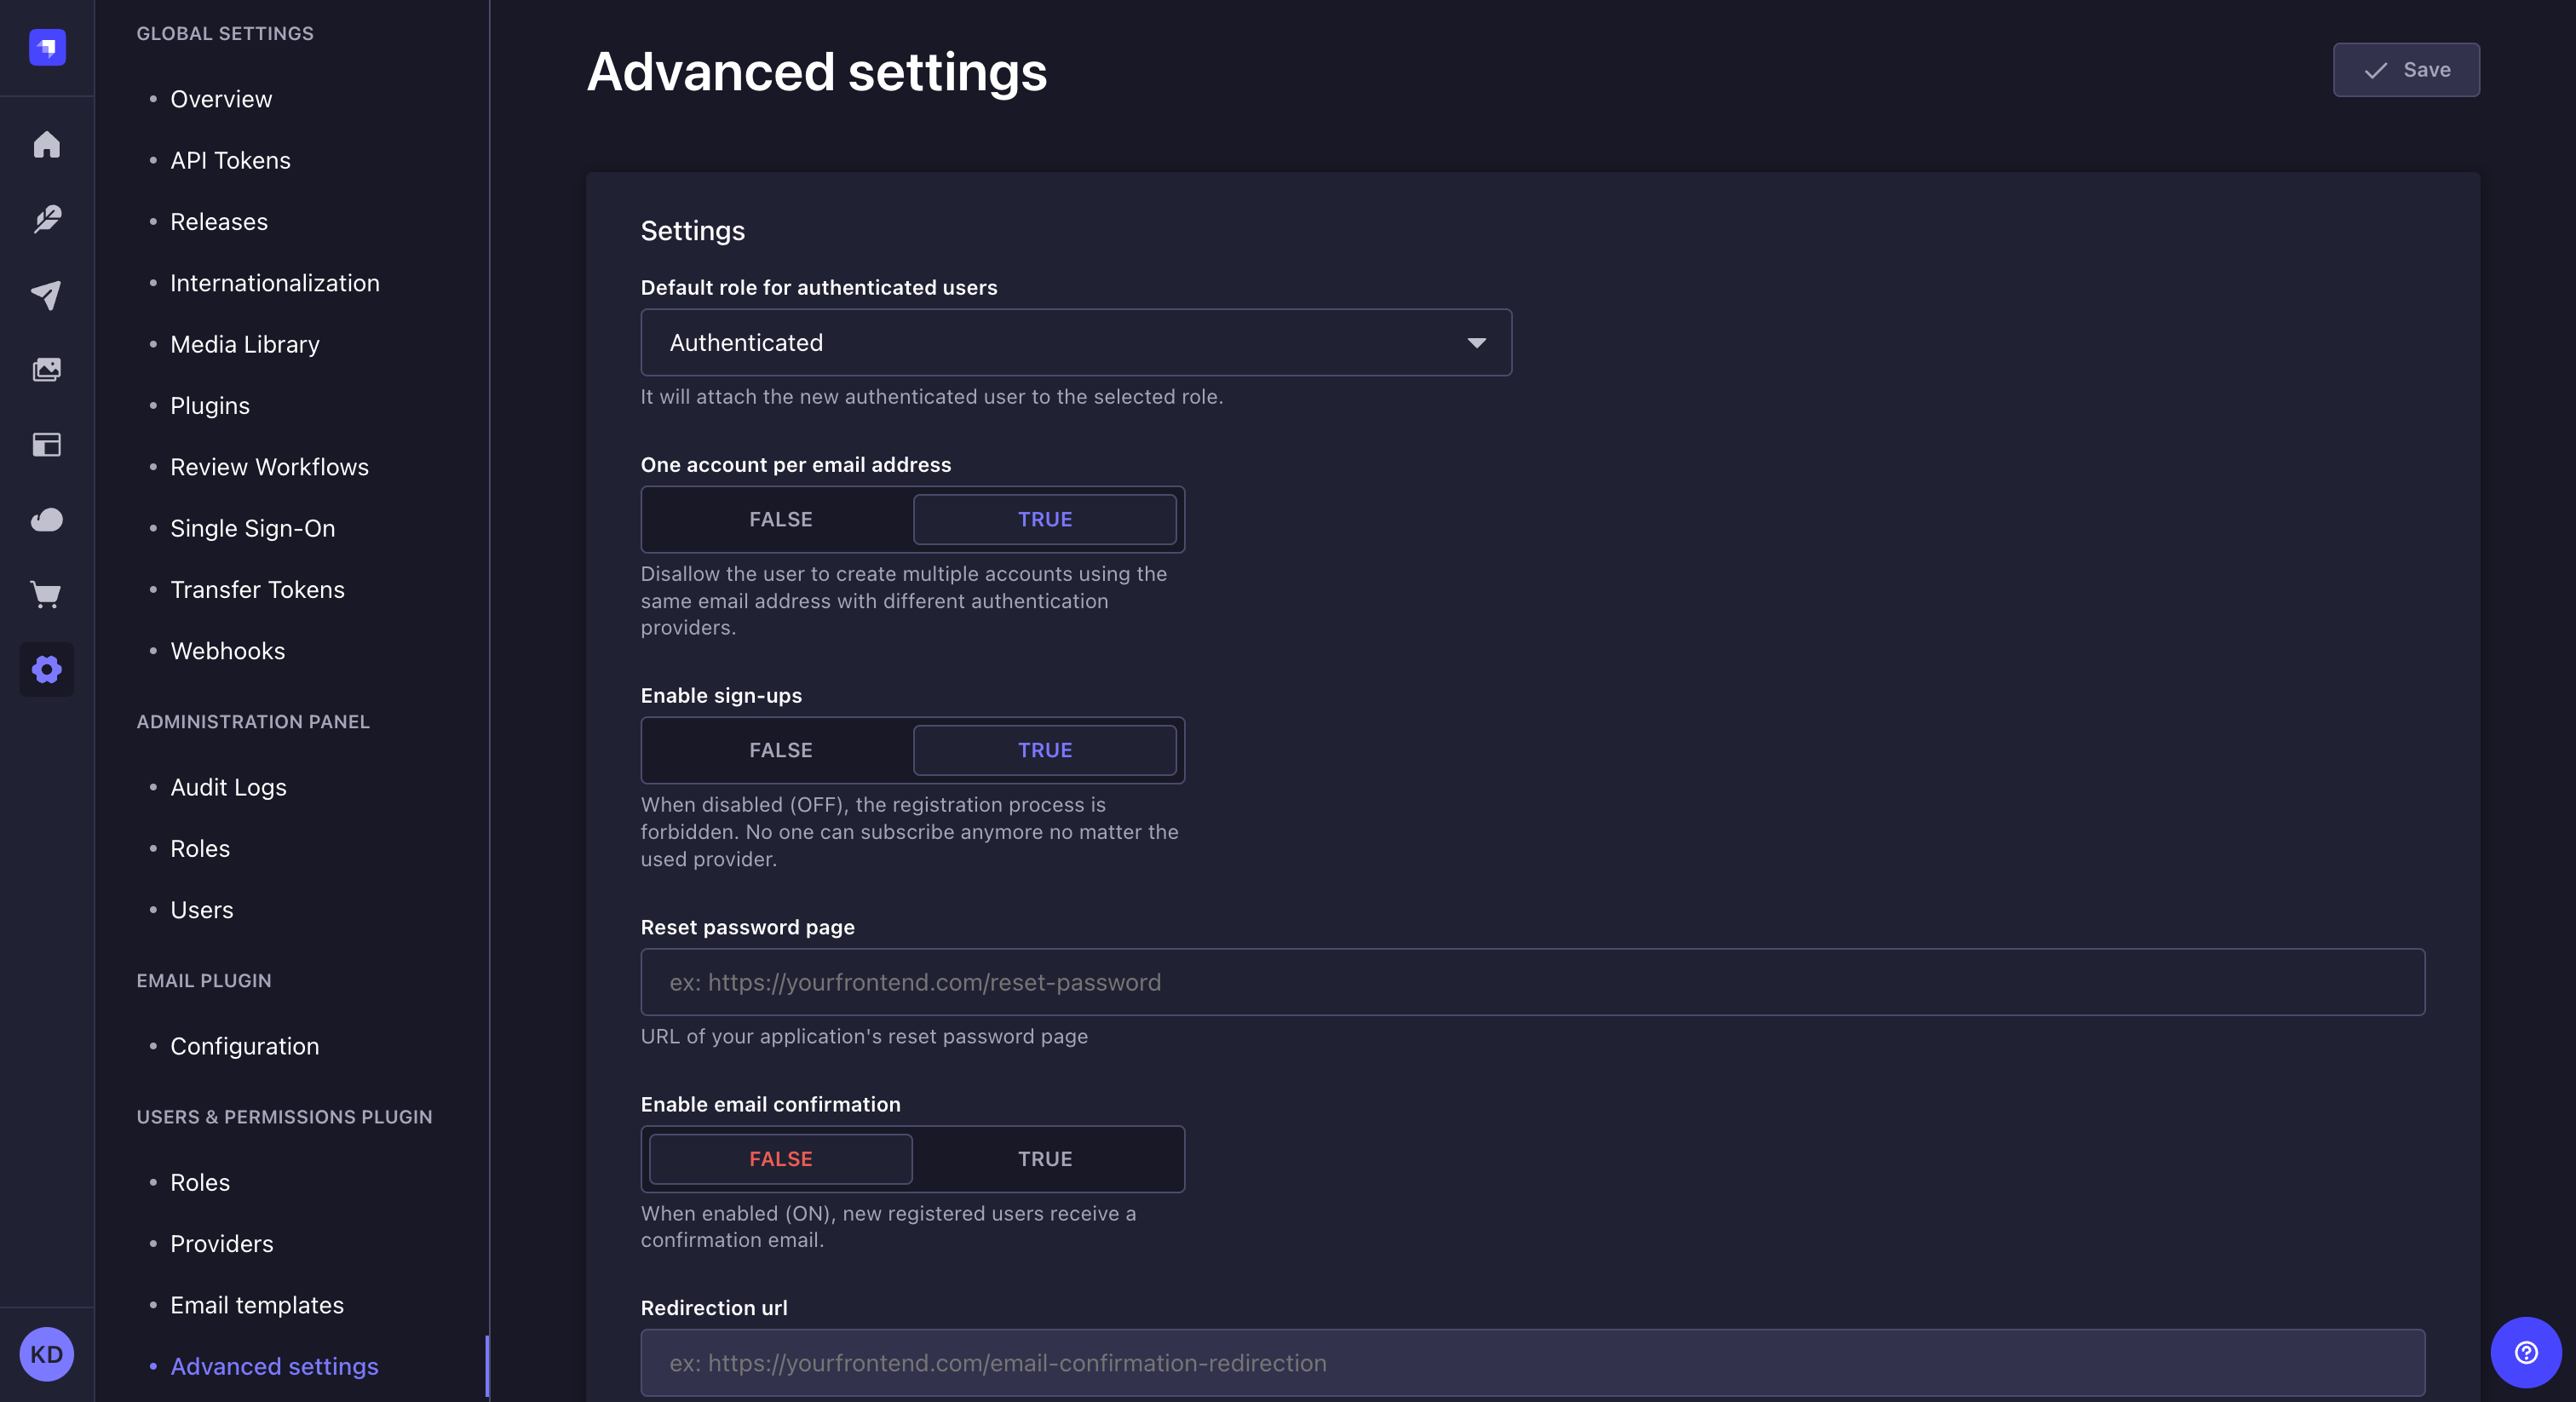 GLOBAL SETTINGS
Overview
API Tokens
Releases
Internationalization
Media Library
Plugins
Review Workflows
Single Sign-On
Transfer Tokens
Webhooks
ADMINISTRATION PANEL
Audit Logs
Roles
Users
EMAIL PLUGIN
Configuration
USERS & PERMISSIONS PLUGIN
Roles
Providers
Email templates
Advanced settings
KD
Advanced settings
Save
Settings
Default role for authenticated users
Authenticated
It will attach the new authenticated user to the selected role.
One account per email address
FALSE TRUE
Disallow the user to create multiple accounts using the
same email address with different authentication
providers.
Enable sign-ups
FALSE TRUE
When disabled (OFF), the registration process is
forbidden. No one can subscribe anymore no matter the
used provider.
Reset password page
ex: https://yourfrontend.com/reset-password
URL of your application's reset password page
Enable email confirmation
FALSE TRUE
When enabled (ON), new registered users receive a
confirmation email.
Redirection url
ex: https://yourfrontend.com/email-confirmation-redirection